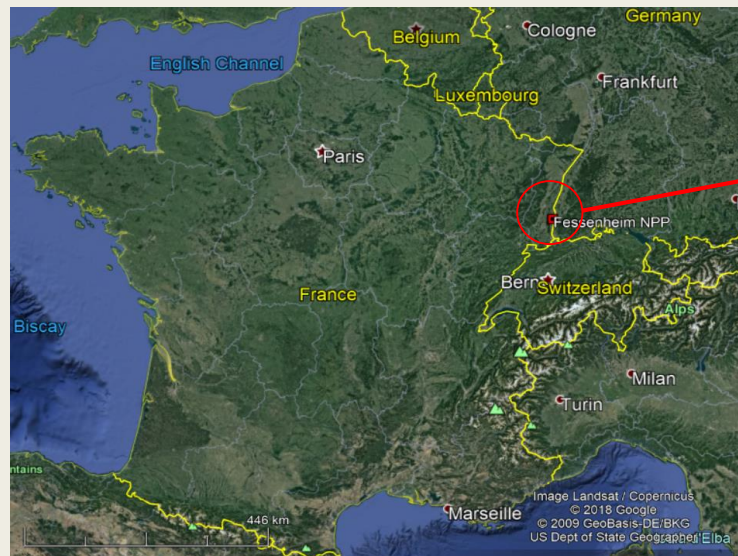 Germany
Belgium
Cologne
English Channel
Frankfurt
Luxembourg
Paris
Fessenheim NPP
Bern
Switzerland
France
Alps
Biscay
Milan
Turin
ntains
Marseille
446 km
Image Landsat / Copernicus
© 2018 Google
© 2009 GeoBasis-DE/BKG
US Dept of State Geographer
Elba